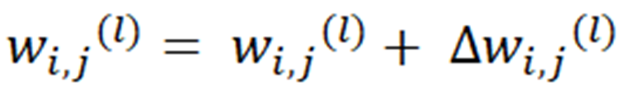 w_{i,j}^{(l)} = w_{i,j}^{(l)} + Δw_{i,j}^{(l)}